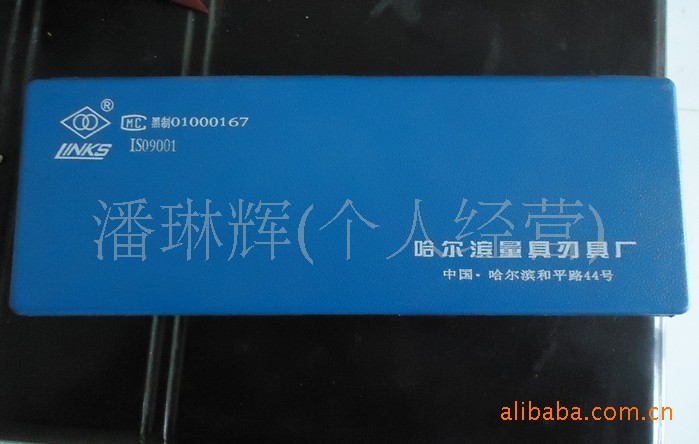 ®
LINKS
MC 黑制01000167
ISO9001
潘琳辉(个人经营)
哈尔滨量具刃具厂
中国·哈尔滨和平路44号
alibaba.com.cn